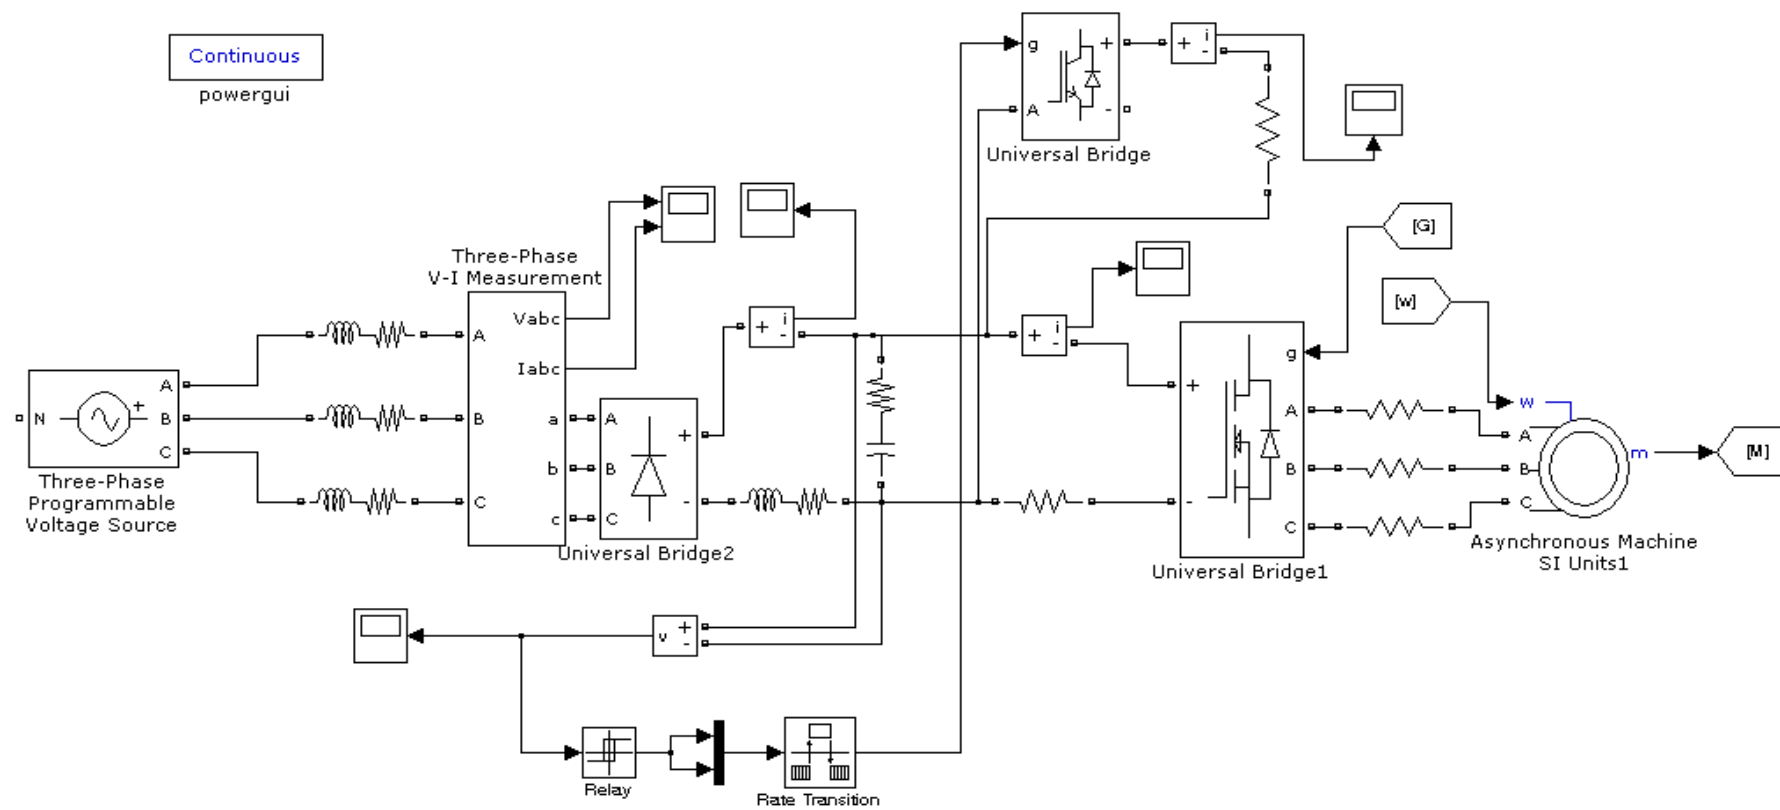 Continuous
powergui
g
+
A
-
Universal Bridge
+
i
-
Three-Phase
V-I Measurement
Vabc
Iabc
A
B
C
a
b
c
N
+
A
B
C
Three-Phase
Programmable
Voltage Source
A
B
C
+
-
Universal Bridge2
+
i
-
+
i
-
[G]
[w]
g
+
-
A
B
C
Universal Bridge1
w
A
B
C
m
[M]
Asynchronous Machine
SI Units1
v
+
-
Relay
Rate Transition